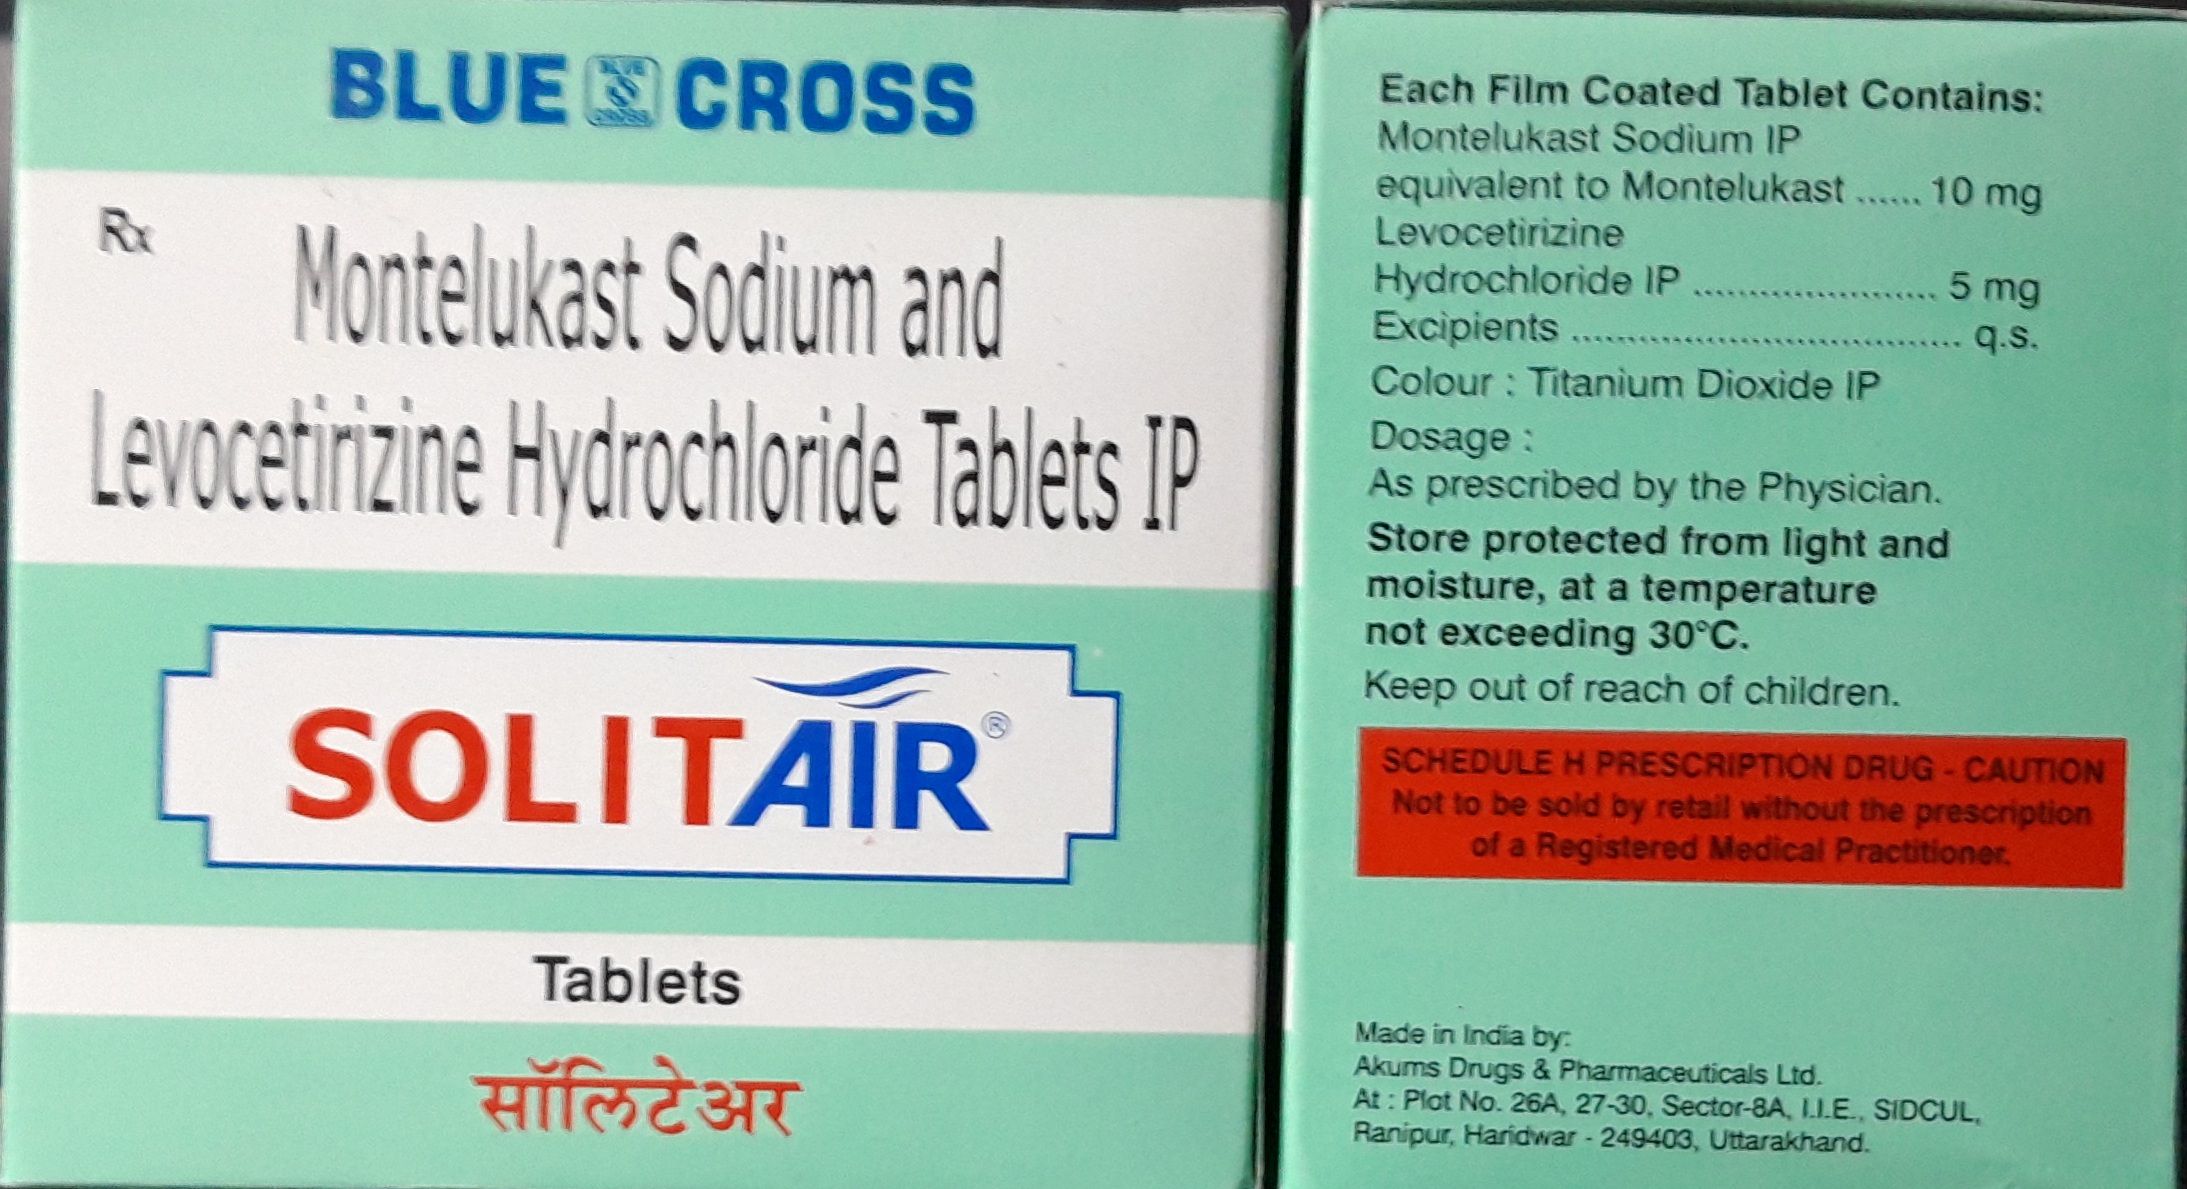 BLUE BLUE CROSS CROSS
Rx
Montelukast Sodium and
Levocetirizine Hydrochloride Tablets IP
SOLITAIR®
Tablets
सॉलिटेअर
Each Film Coated Tablet Contains:
Montelukast Sodium IP
equivalent to Montelukast ...... 10 mg
Levocetirizine
Hydrochloride IP ...................... 5 mg
Excipients ................................... q.s.
Colour : Titanium Dioxide IP
Dosage :
As prescribed by the Physician.
Store protected from light and
moisture, at a temperature
not exceeding 30°C.
Keep out of reach of children.
SCHEDULE H PRESCRIPTION DRUG - CAUTION
Not to be sold by retail without the prescription
of a Registered Medical Practitioner.
Made in India by:
Akums Drugs & Pharmaceuticals Ltd.
At : Plot No. 26A, 27-30, Sector-8A, I.I.E., SIDCUL,
Ranipur, Haridwar - 249403, Uttarakhand.